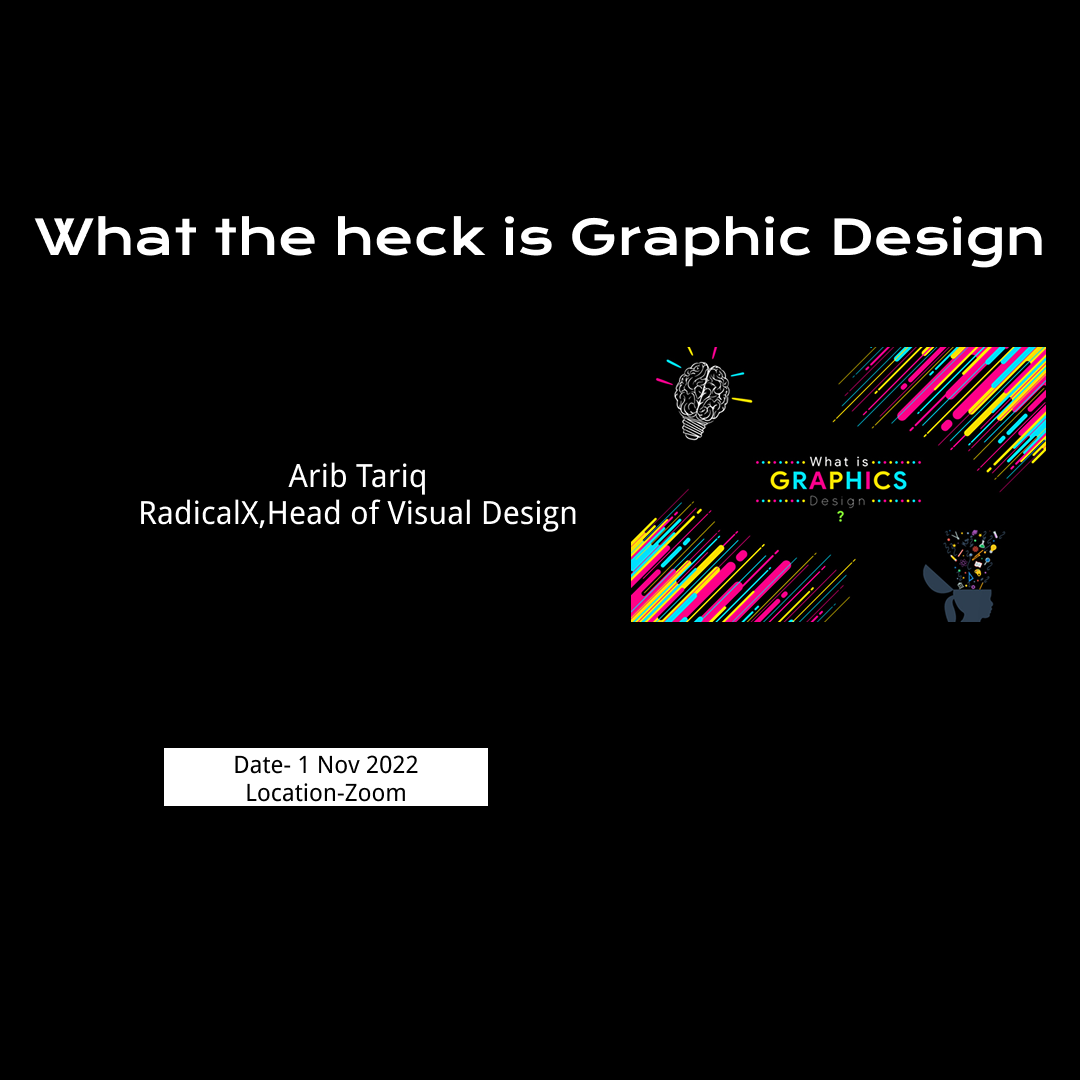 What the heck is Graphic Design
Arib Tariq
RadicalX,Head of Visual Design
What is
GRAPHICS
Design
?
Date- 1 Nov 2022
Location-Zoom